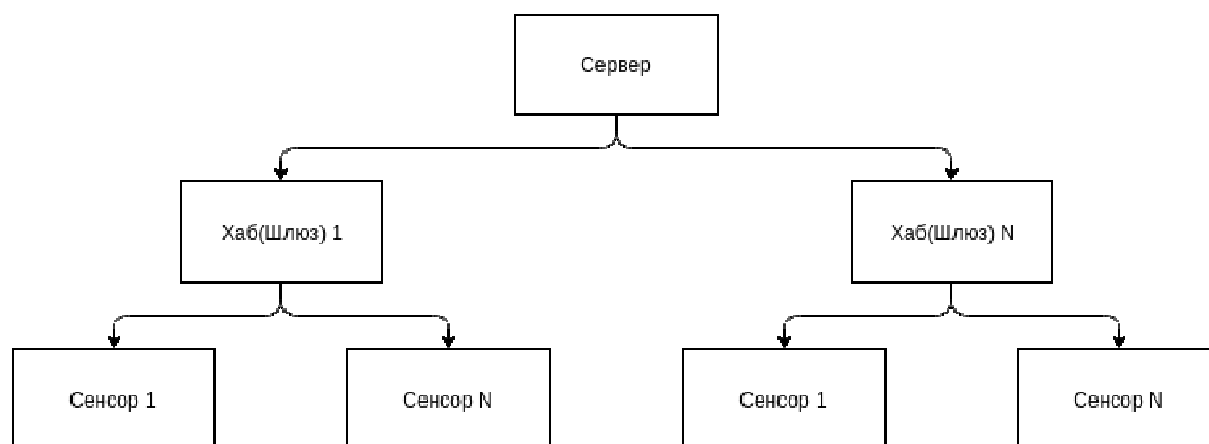 Сервер
Хаб(Шлюз) 1
Хаб(Шлюз) N
Сенсор 1
Сенсор N
Сенсор 1
Сенсор N